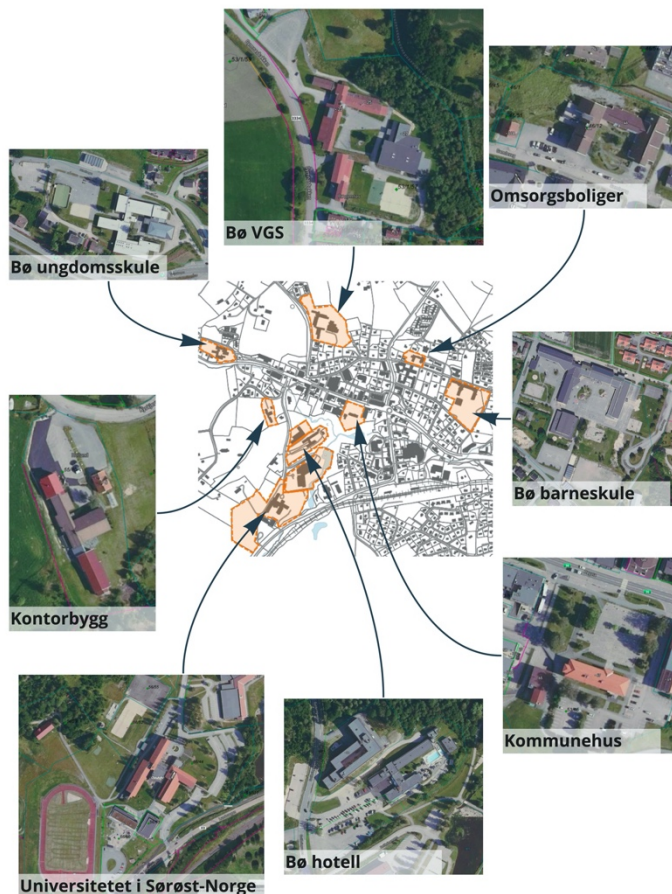 Bø VGS
Omsorgsboliger
Bø ungdomsskule
Bø barneskule
Kontorbygg
Kommunehus
Bø hotell
Universitetet i Sørøst-Norge